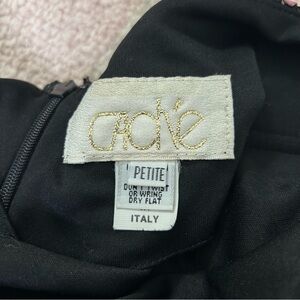 Caché
PETITE
DON'T TWIST
OR WRING
DRY FLAT
ITALY